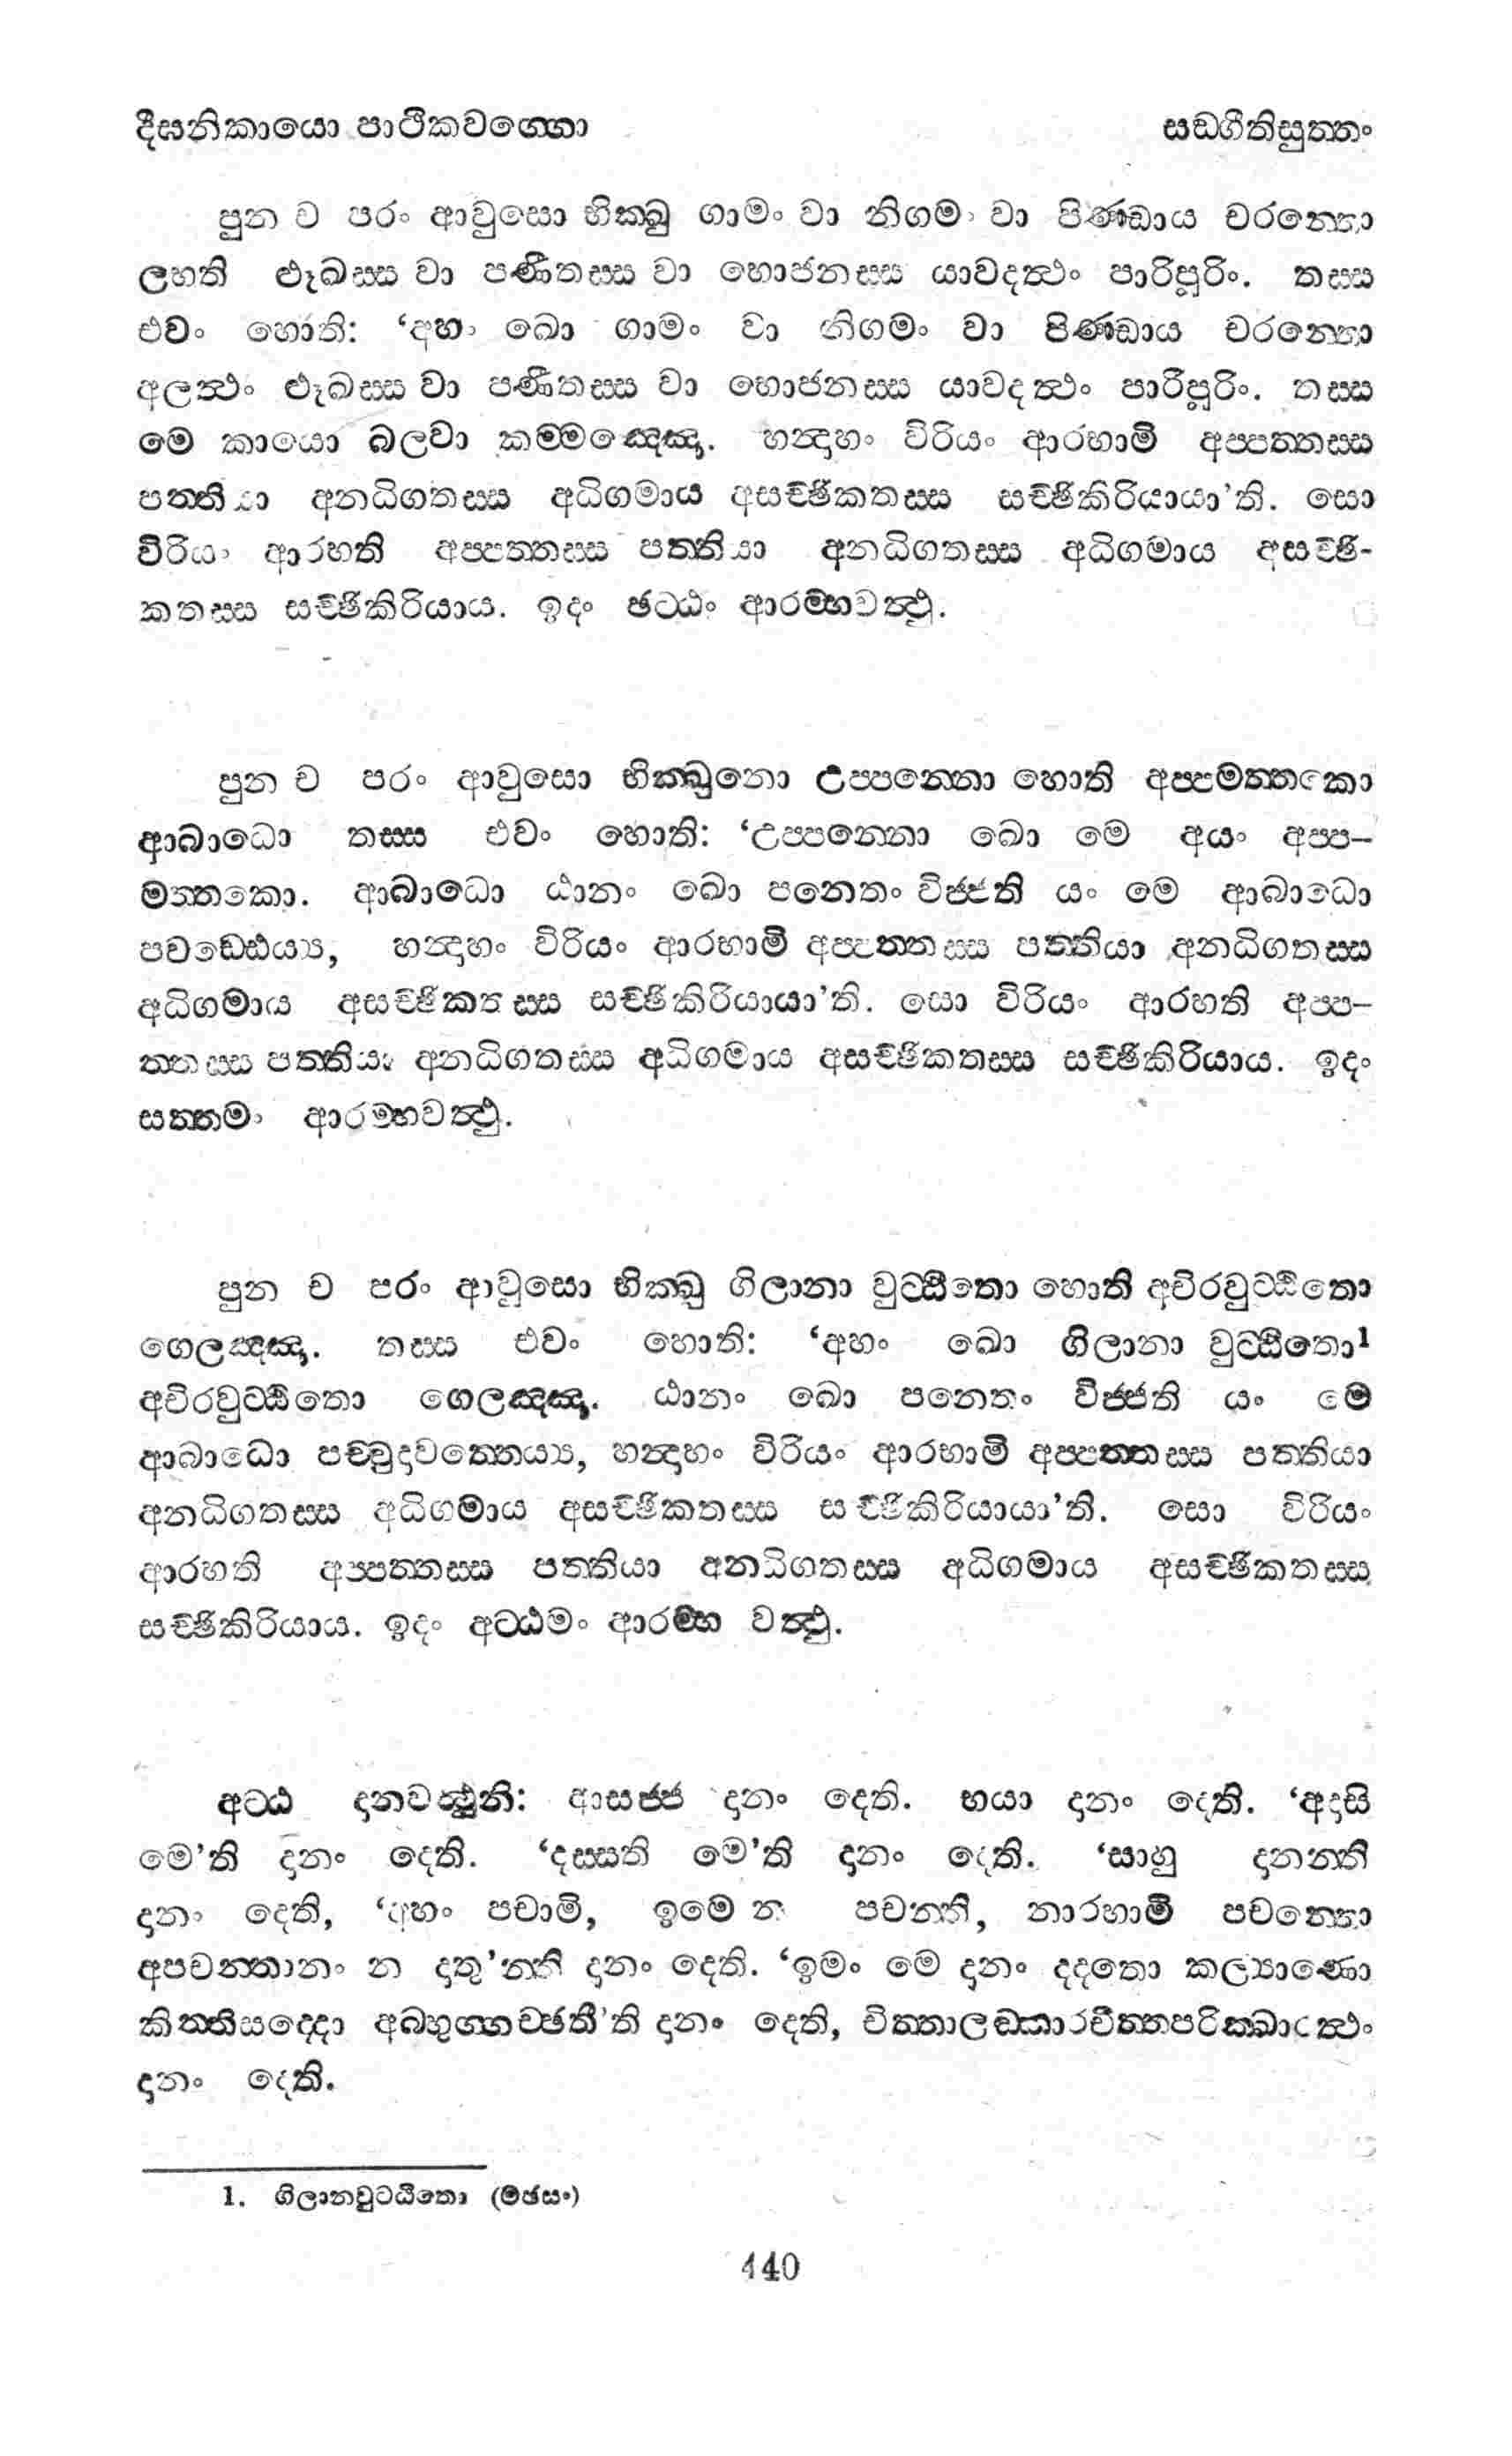 දීඝනිකායො පාථිකවග්ගො
සඞගීතිසුත්තං
පුන ච පරං ආවුසො භික්ඛු ගාමං වා නිගමං වා පිණ්ඩාය චරන්තො
ලභති ළූඛස්ස වා පණීතස්ස වා භොජනස්ස යාවදත්ථං පාරිපූරිං. තස්ස
එවං හොති: ‘අහං ඛො ගාමං වා නිගමං වා පිණ්ඩාය චරන්තො
අලත්ථං ළූඛස්ස වා පණීතස්ස වා භොජනස්ස යාවදත්ථං පාරිපූරිං. තස්ස
මෙ කායො බලවා කම්මඤ්ඤො. හන්දාහං විරියං ආරභාමි අප්පත්තස්ස
පත්තියා අනධිගතස්ස අධිගමාය අසච්ඡිකතස්ස සච්ඡිකිරියායා’ති. සො
විරියං ආරභති අප්පත්තස්ස පත්තියා අනධිගතස්ස අධිගමාය අසච්ඡි-
කතස්ස සච්ඡිකිරියාය. ඉදං ඡට්ඨං ආරම්භවත්ථු.
පුන ච පරං ආවුසො භික්ඛුනො උප්පන්නො හොති අප්පමත්තකො
ආබාධො තස්ස එවං හොති: ‘උප්පන්නො ඛො මෙ අයං අප්ප-
මත්තකො. ආබාධො ඨානං ඛො පනෙතං විජ්ජති යං මෙ ආබාධො
පවඩ්ඪෙය්‍ය, හන්දාහං විරියං ආරභාමි අප්පත්තස්ස පත්තියා අනධිගතස්ස
අධිගමාය අසච්ඡිකතස්ස සච්ඡිකිරියායා’ති. සො විරියං ආරභති අප්ප-
ත්තස්ස පත්තියා අනධිගතස්ස අධිගමාය අසච්ඡිකතස්ස සච්ඡිකිරියාය. ඉදං
සත්තමං ආරම්භවත්ථු.
පුන ච පරං ආවුසො භික්ඛු ගිලානා වුට්ඨිතො හොති අචිරවුට්ඨිතො
ගෙලඤ්ඤා. තස්ස එවං හොති: ‘අහං ඛො ගිලානා වුට්ඨිතො1
අචිරවුට්ඨිතො ගෙලඤ්ඤා. ඨානං ඛො පනෙතං විජ්ජති යං මෙ
ආබාධො පච්චුදාවත්තෙය්‍ය, හන්දාහං විරියං ආරභාමි අප්පත්තස්ස පත්තියා
අනධිගතස්ස අධිගමාය අසච්ඡිකතස්ස සච්ඡිකිරියායා’ති. සො විරියං
ආරභති අප්පත්තස්ස පත්තියා අනධිගතස්ස අධිගමාය අසච්ඡිකතස්ස
සච්ඡිකිරියාය. ඉදං අට්ඨමං ආරම්භ වත්ථු.
අට්ඨ දානවත්ථූනි: ආසජ්ජ දානං දෙති. භයා දානං දෙති. ‘අදාසි
මෙ’ති දානං දෙති. ‘දස්සති මෙ’ති දානං දෙති. ‘සාහු දානන්ති
දානං දෙති, ‘අහං පචාමි, ඉමෙ න පචන්ති, නාරහාමි පචන්තො
අපචන්තානං න දාතු’න්ති දානං දෙති. ‘ඉමං මෙ දානං දදතො කල්‍යාණො
කිත්තිසද්දො අබ්භුග්ගච්ඡතී’ති දානං දෙති, චිත්තාලඞ්කාරචිත්තපරික්ඛාරත්ථං
දානං දෙති.
1. ගිලානවුට්ඨිතො (මඡසං)
440